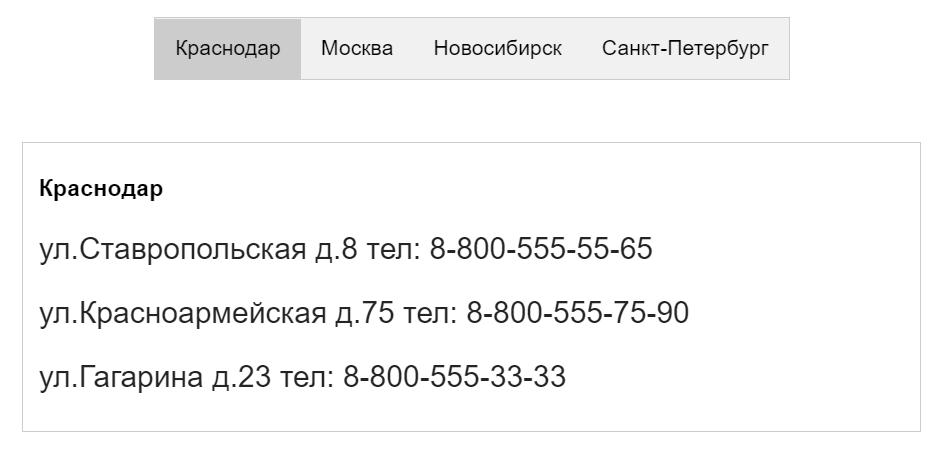 Краснодар Москва Новосибирск Санкт-Петербург
Краснодар
ул.Ставропольская д.8 тел: 8-800-555-55-65
ул.Красноармейская д.75 тел: 8-800-555-75-90
ул.Гагарина д.23 тел: 8-800-555-33-33